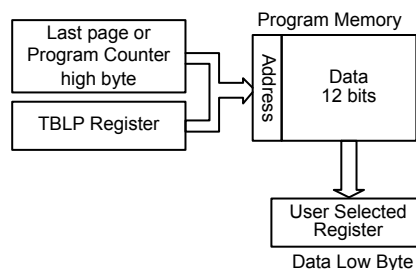 Program Memory
Last page or
Program Counter
high byte
TBLP Register
Address
Data
12 bits
User Selected
Register
Data Low Byte